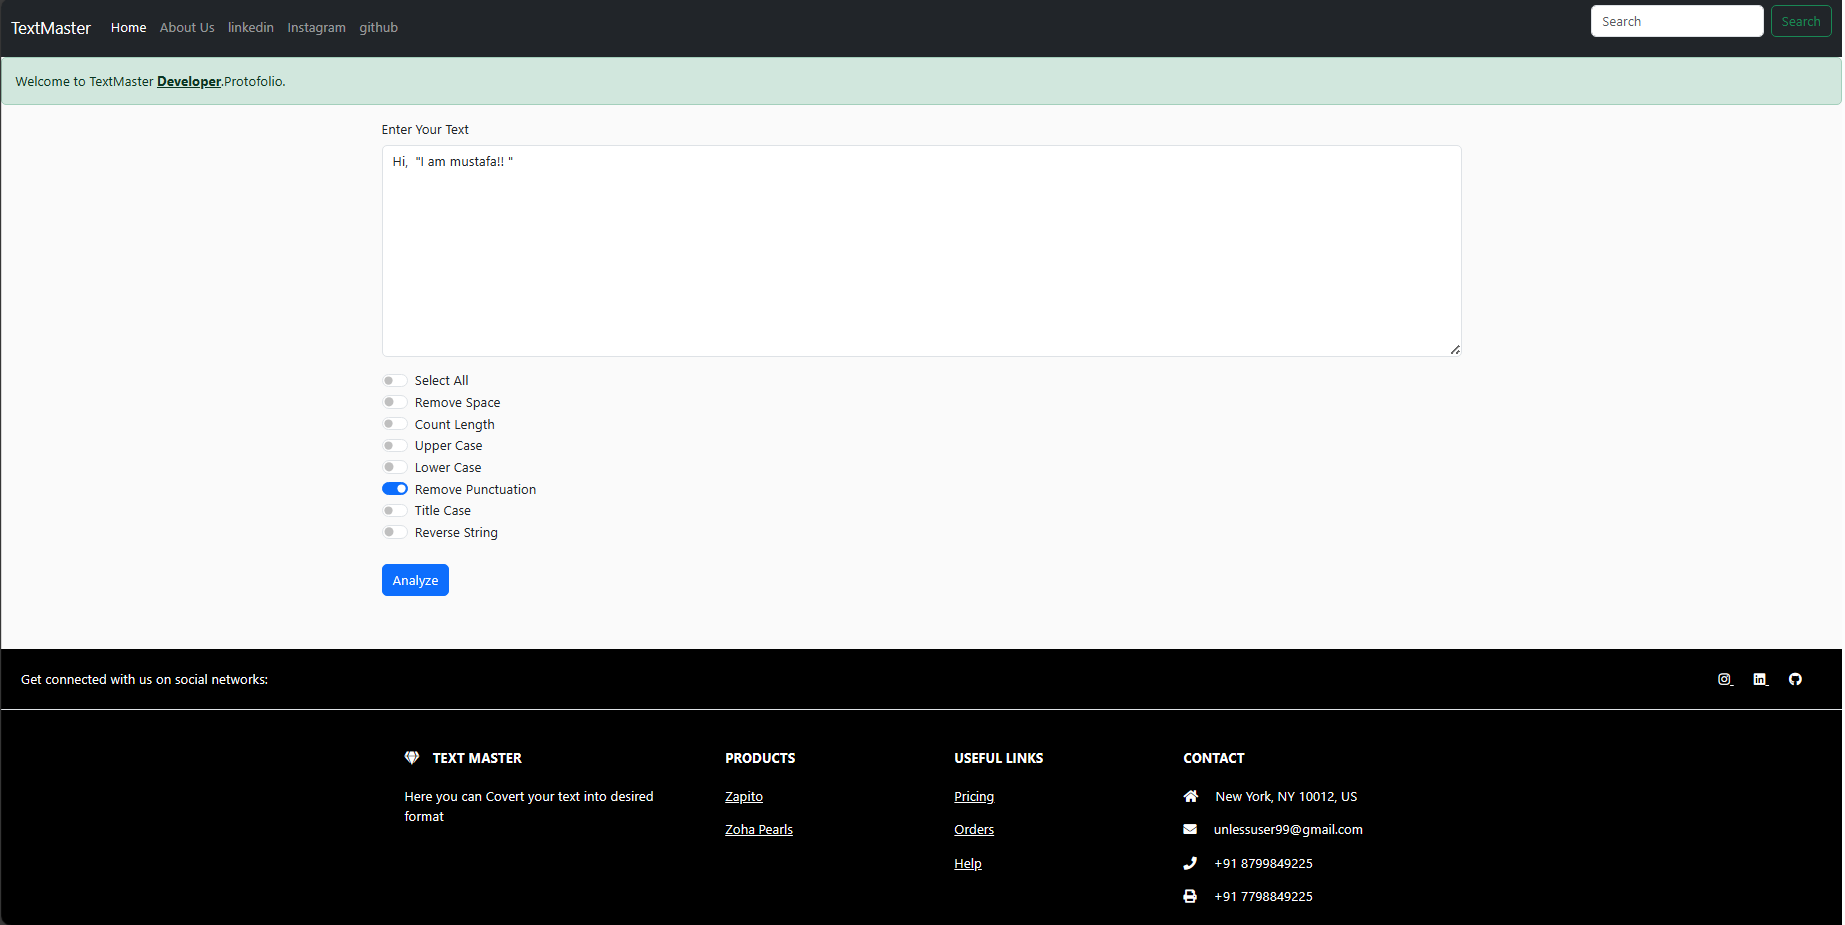 TextMaster Home About Us linkedin Instagram github Search Search
Welcome to TextMaster Developer.Protofolio.
Enter Your Text
Hi,  "I am mustafa!! "
Select All
Remove Space
Count Length
Upper Case
Lower Case
Remove Punctuation
Title Case
Reverse String
Analyze
Get connected with us on social networks:
TEXT MASTER
Here you can Covert your text into desired
format
PRODUCTS
Zapito
Zoha Pearls
USEFUL LINKS
Pricing
Orders
Help
CONTACT
New York, NY 10012, US
unlessuser99@gmail.com
+91 8799849225
+91 7798849225